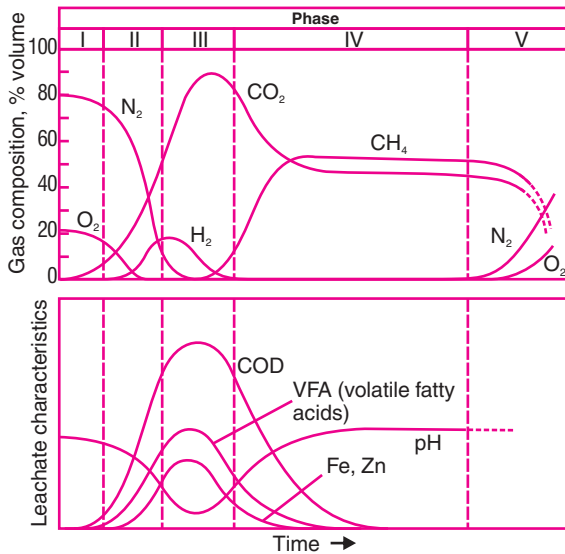 Phase
I II III IV V
Gas composition, % volume
100
80
60
40
20
0
N₂
CO₂
CH₄
O₂
H₂
N₂
O₂
Leachate characteristics
COD
VFA (volatile fatty
acids)
pH
Fe, Zn
Time →